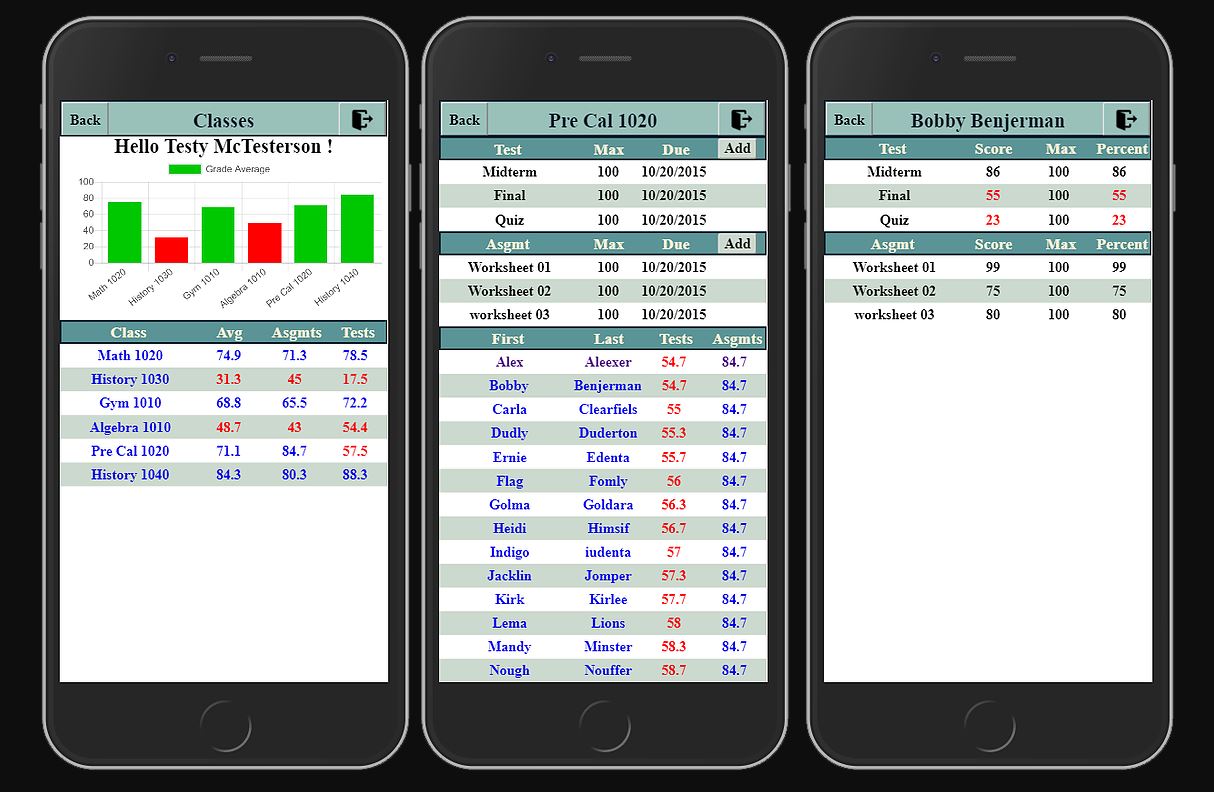 Back Classes
Hello Testy McTesterson !
Grade Average
100
80
60
40
20
0
Math 1020 History 1030 Gym 1010 Algebra 1010 Pre Cal 1020 History 1040
Class Avg Asgmts Tests
Math 1020 74.9 71.3 78.5
History 1030 31.3 45 17.5
Gym 1010 68.8 65.5 72.2
Algebra 1010 48.7 43 54.4
Pre Cal 1020 71.1 84.7 57.5
History 1040 84.3 80.3 88.3
Back Pre Cal 1020
Test Max Due Add
Midterm 100 10/20/2015
Final 100 10/20/2015
Quiz 100 10/20/2015
Asgmt Max Due Add
Worksheet 01 100 10/20/2015
Worksheet 02 100 10/20/2015
worksheet 03 100 10/20/2015
First Last Tests Asgmts
Alex Aleexer 54.7 84.7
Bobby Benjerman 54.7 84.7
Carla Clearfiels 55 84.7
Dudly Duderton 55.3 84.7
Ernie Edenta 55.7 84.7
Flag Fomly 56 84.7
Golma Goldara 56.3 84.7
Heidi Himsif 56.7 84.7
Indigo iudenta 57 84.7
Jacklin Jomper 57.3 84.7
Kirk Kirlee 57.7 84.7
Lema Lions 58 84.7
Mandy Minster 58.3 84.7
Nough Nouffer 58.7 84.7
Back Bobby Benjerman
Test Score Max Percent
Midterm 86 100 86
Final 55 100 55
Quiz 23 100 23
Asgmt Score Max Percent
Worksheet 01 99 100 99
Worksheet 02 75 100 75
worksheet 03 80 100 80